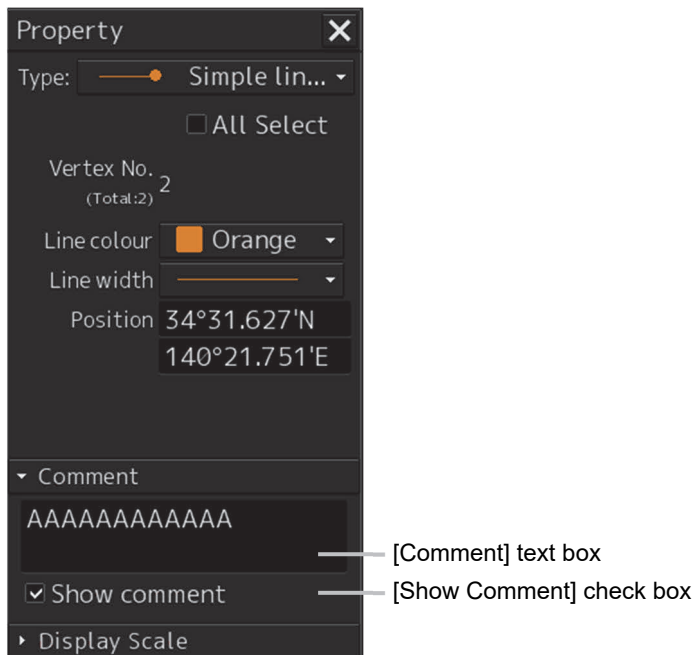 Property
Type: Simple lin...
All Select
Vertex No. 2
(Total:2)
Line colour Orange
Line width
Position 34°31.627'N
140°21.751'E
Comment
AAAAAAAAAAAA
[Comment] text box
Show comment
[Show Comment] check box
Display Scale